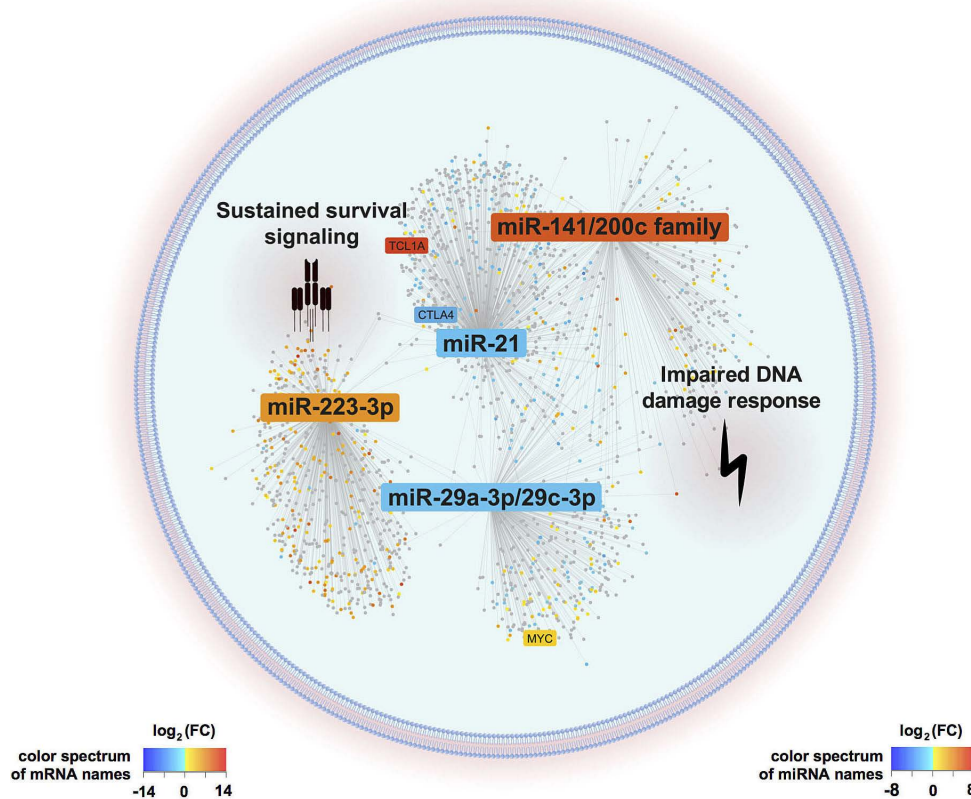 Sustained survival
signaling
miR-141/200c family
TCL1A
CTLA4
miR-21
Impaired DNA
damage response
miR-223-3p
miR-29a-3p/29c-3p
MYC
log2 (FC)
color spectrum
of mRNA names
-14 0 14
log2 (FC)
color spectrum
of miRNA names
-8 0 8